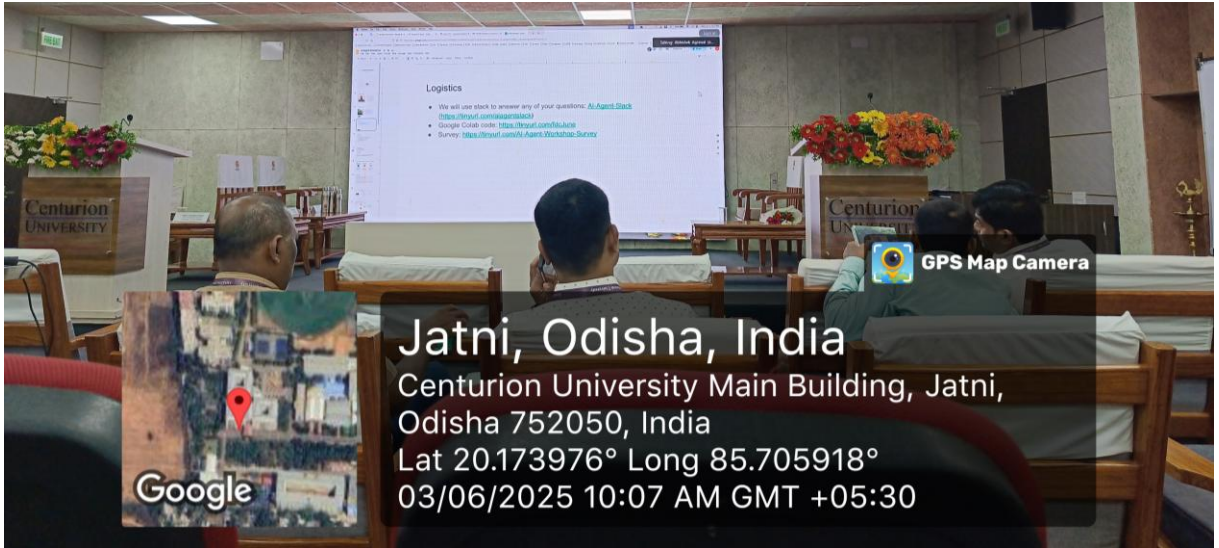 Logistics
We will use slack to answer any of your questions: AI-Agent-Slack
(https://tinyurl.com/aiagentslack)
Google Colab code: https://tinyurl.com/
Survey: https://tinyurl.com/AI-Agent-Workshop-Survey
Centurion
UNIVERSITY
Centurion
GPS Map Camera
Jatni, Odisha, India
Centurion University Main Building, Jatni,
Odisha 752050, India
Lat 20.173976° Long 85.705918°
03/06/2025 10:07 AM GMT +05:30
Google